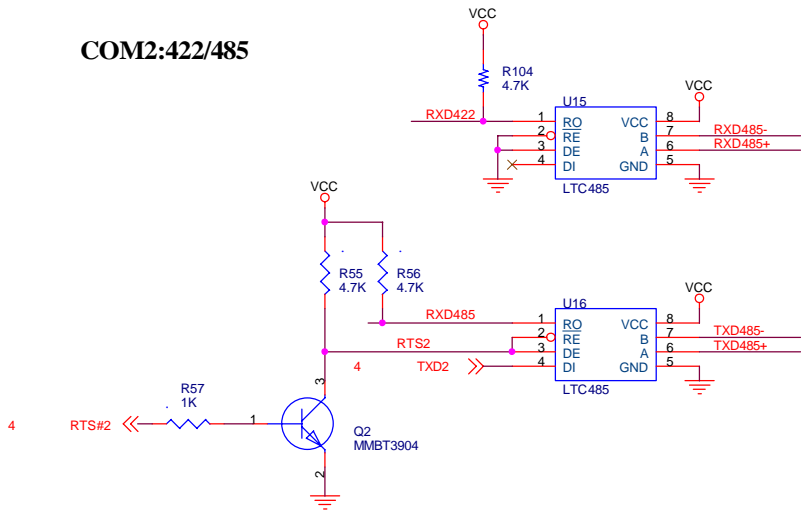 COM2:422/485
VCC
R104
4.7K
U15
RXD422
1
RO
VCC
8
VCC
2
RE
B
7
RXD485-
3
DE
A
6
RXD485+
4
DI
GND
5
LTC485
VCC
R55
4.7K
R56
4.7K
U16
VCC
RXD485
1
RO
VCC
8
2
RE
B
7
TXD485-
RTS2
3
DE
A
6
TXD485+
4
TXD2
4
DI
GND
5
LTC485
3
R57
1K
4
RTS#2
1
Q2
MMBT3904
2